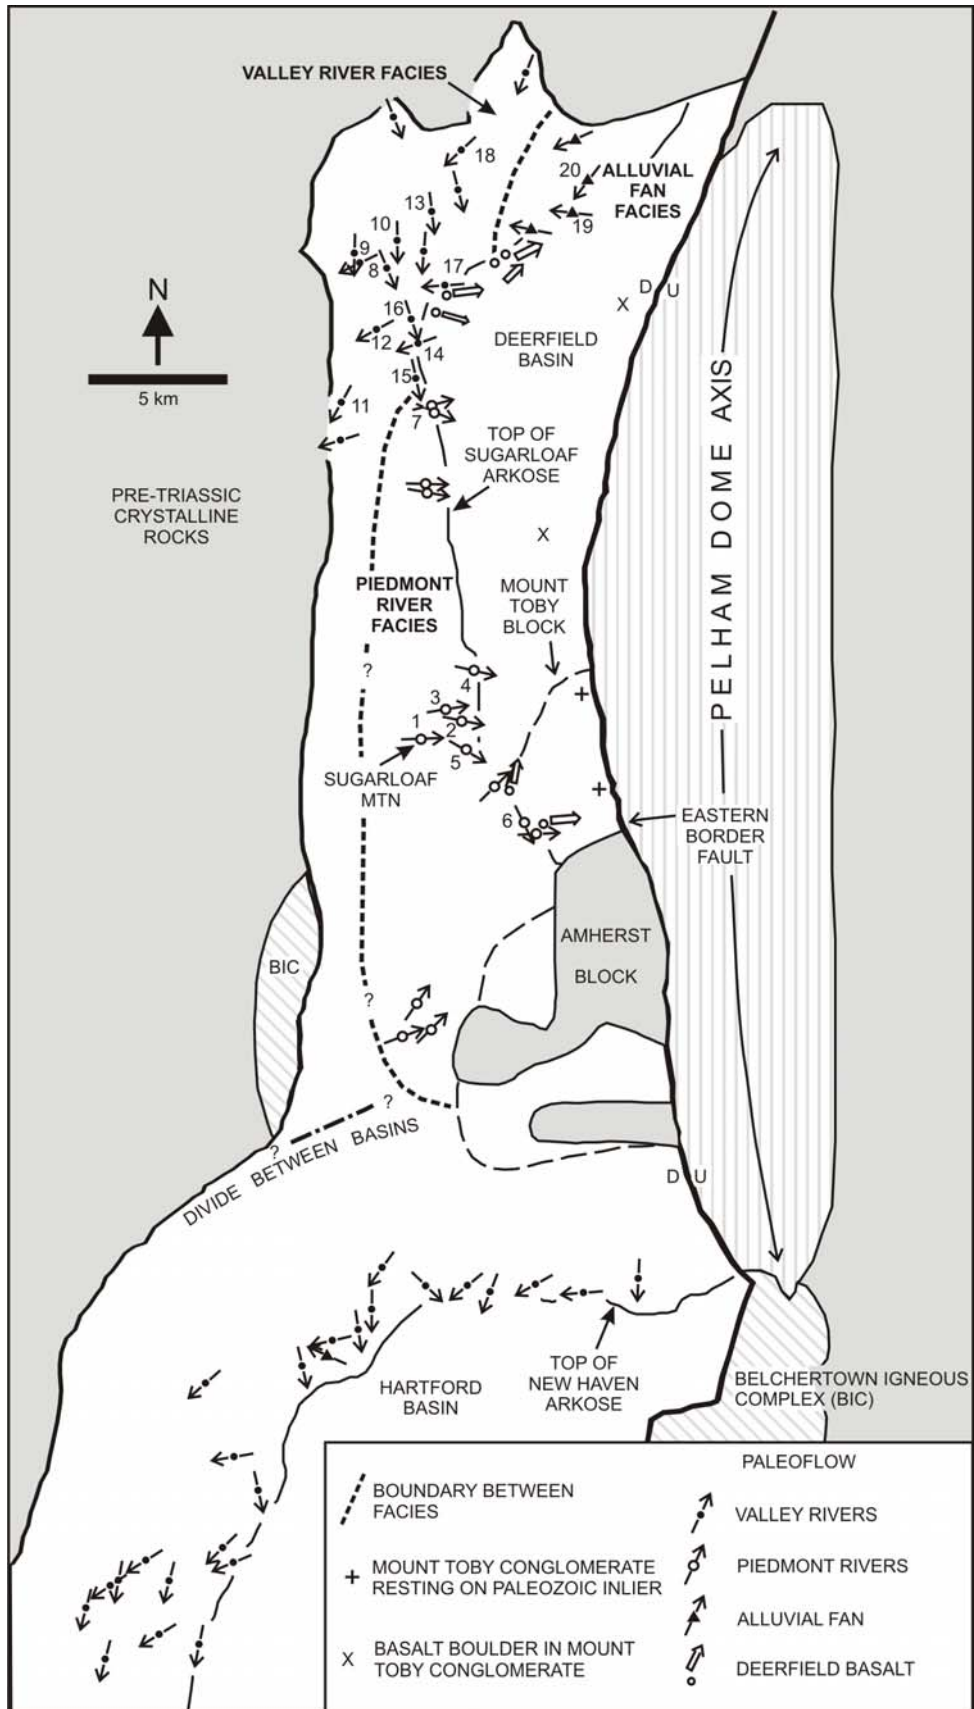 VALLEY RIVER FACIES
18
20
ALLUVIAL
FAN
FACIES
19
13
10
9
8
17
16
12
14
15
11
7
N
5 km
D
U
X
DEERFIELD
BASIN
TOP OF
SUGARLOAF
ARKOSE
PRE-TRIASSIC
CRYSTALLINE
ROCKS
X
PIEDMONT
RIVER
FACIES
MOUNT
TOBY
BLOCK
PELHAM DOME AXIS
?
4
3
1
2
5
+
SUGARLOAF
MTN
+
6
EASTERN
BORDER
FAULT
AMHERST
BLOCK
BIC
?
?
?
DIVIDE BETWEEN BASINS
D
U
TOP OF
NEW HAVEN
ARKOSE
HARTFORD
BASIN
BELCHERTOWN IGNEOUS
COMPLEX (BIC)
BOUNDARY BETWEEN
FACIES
+ MOUNT TOBY CONGLOMERATE
RESTING ON PALEOZOIC INLIER
X BASALT BOULDER IN MOUNT
TOBY CONGLOMERATE
PALEOFLOW
VALLEY RIVERS
PIEDMONT RIVERS
ALLUVIAL FAN
DEERFIELD BASALT